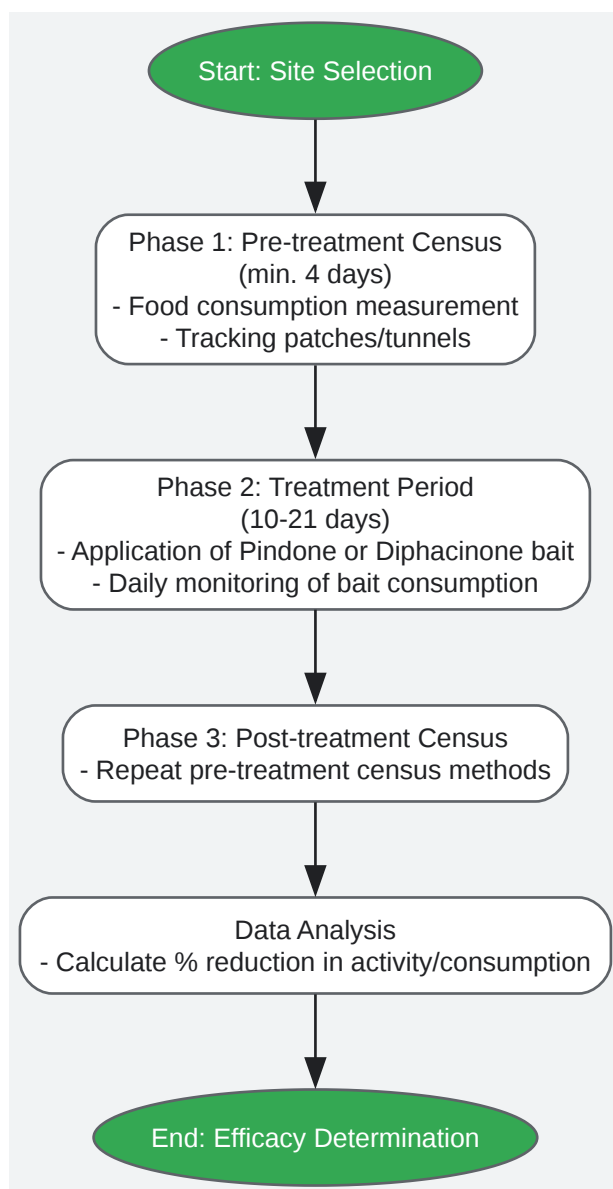 Start: Site Selection
Phase 1: Pre-treatment Census
(min. 4 days)
- Food consumption measurement
- Tracking patches/tunnels
Phase 2: Treatment Period
(10-21 days)
- Application of Pindone or Diphacinone bait
- Daily monitoring of bait consumption
Phase 3: Post-treatment Census
- Repeat pre-treatment census methods
Data Analysis
- Calculate % reduction in activity/consumption
End: Efficacy Determination